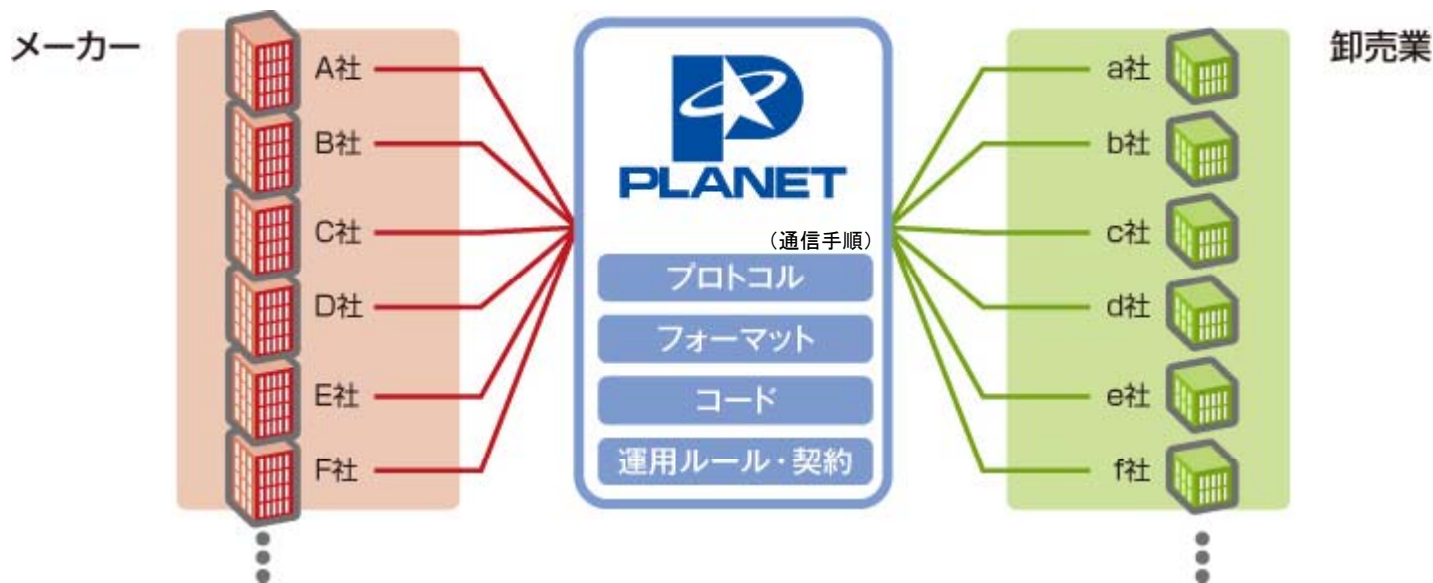 メーカー
A社
B社
C社
D社
E社
F社
PLANET
(通信手順)
プロトコル
フォーマット
コード
運用ルール・契約
卸売業
a社
b社
c社
d社
e社
f社